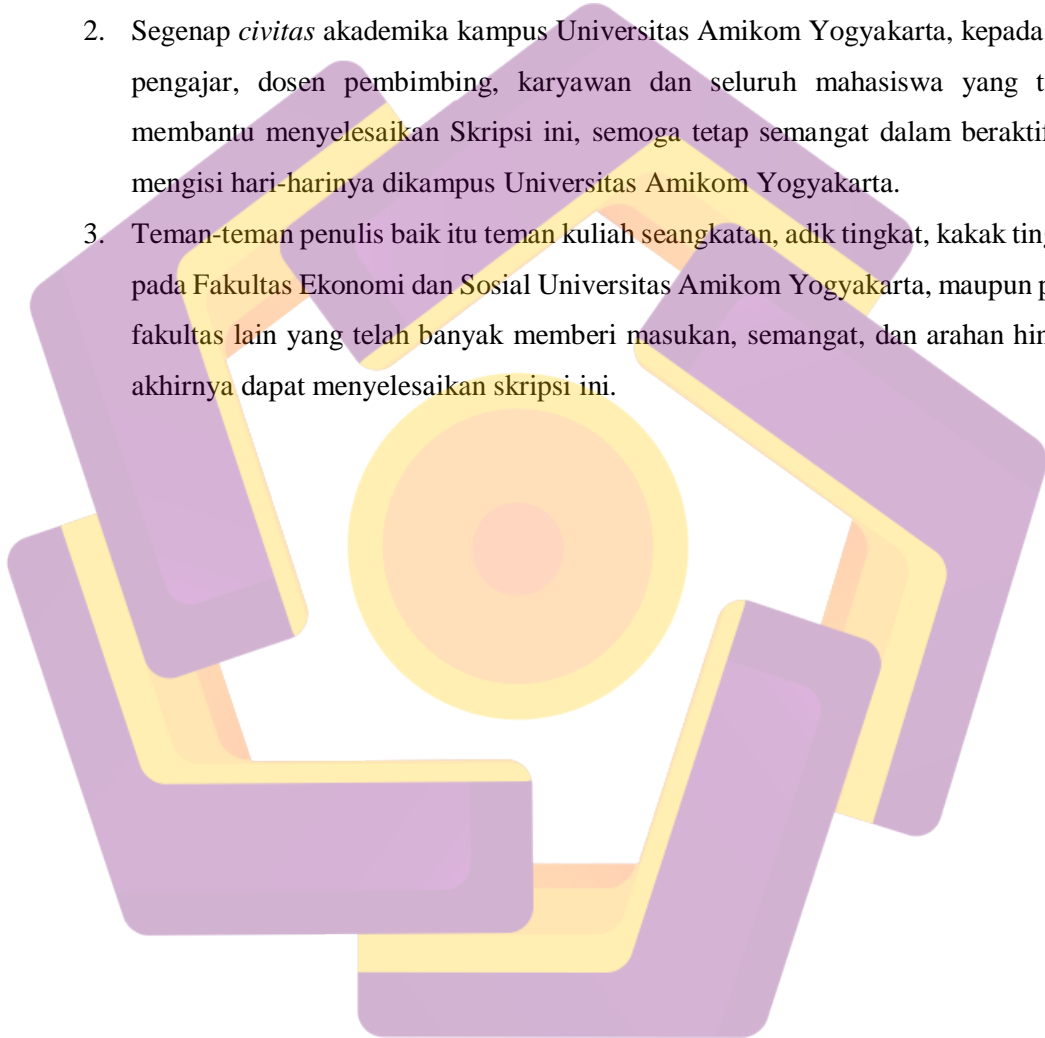 2. Segenap civitas akademika kampus Universitas Amikom Yogyakarta, kepada
pengajar, dosen pembimbing, karyawan dan seluruh mahasiswa yang
membantu menyelesaikan Skripsi ini, semoga tetap semangat dalam
mengisi hari-harinya dikampus Universitas Amikom Yogyakarta.
3. Teman-teman penulis baik itu teman kuliah seangkatan, adik tingkat, kakak
pada Fakultas Ekonomi dan Sosial Universitas Amikom Yogyakarta, maupun
fakultas lain yang telah banyak memberi masukan, semangat, dan arahan
akhirnya dapat menyelesaikan skripsi ini.